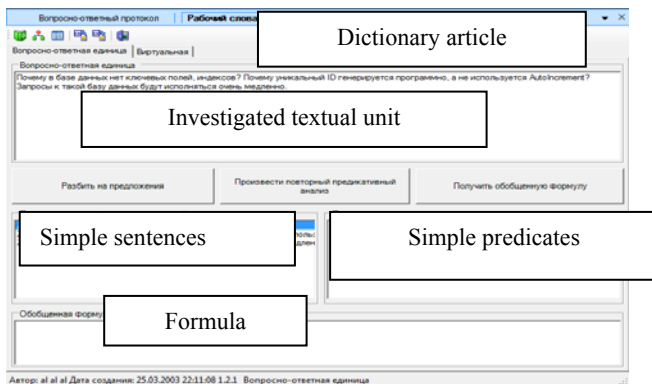 Вопросно-ответный протокол Рабочий слова
Dictionary article
Вопросно-ответная единица Виртуальная
Вопросно-ответная единица
Почему в базе данных нет ключевых полей, индексов? Почему уникальный ID генерируется программно, а не используется AutoIncrement?
Запросы к такой базу данных будут исполняться очень медленно.
Investigated textual unit
Разбить на предложения
Произвести повторный предикативный
анализ
Получить обобщенную формулу
Simple sentences
Simple predicates
Обобщенная форму
Formula
Автор: al al al Дата создания: 25.03.2003 22:11:08 1.2.1 Вопросно-ответная единица